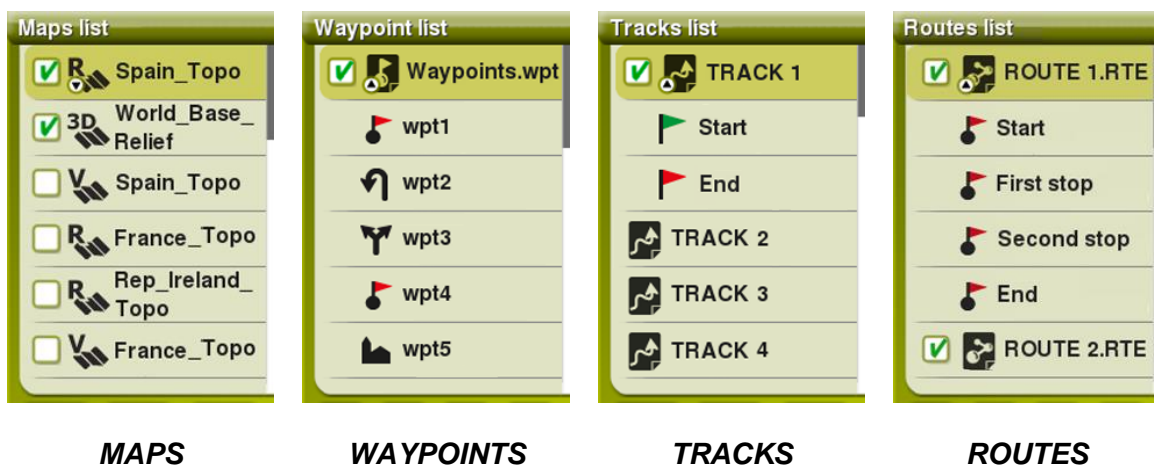 Maps list
R Spain_Topo
3D World_Base_
Relief
V Spain_Topo
R France_Topo
R Rep_Ireland_
Topo
V France_Topo
MAPS
Waypoint list
Waypoints.wpt
wpt1
wpt2
wpt3
wpt4
wpt5
WAYPOINTS
Tracks list
TRACK 1
Start
End
TRACK 2
TRACK 3
TRACK 4
TRACKS
Routes list
ROUTE 1.RTE
Start
First stop
Second stop
End
ROUTE 2.RTE
ROUTES